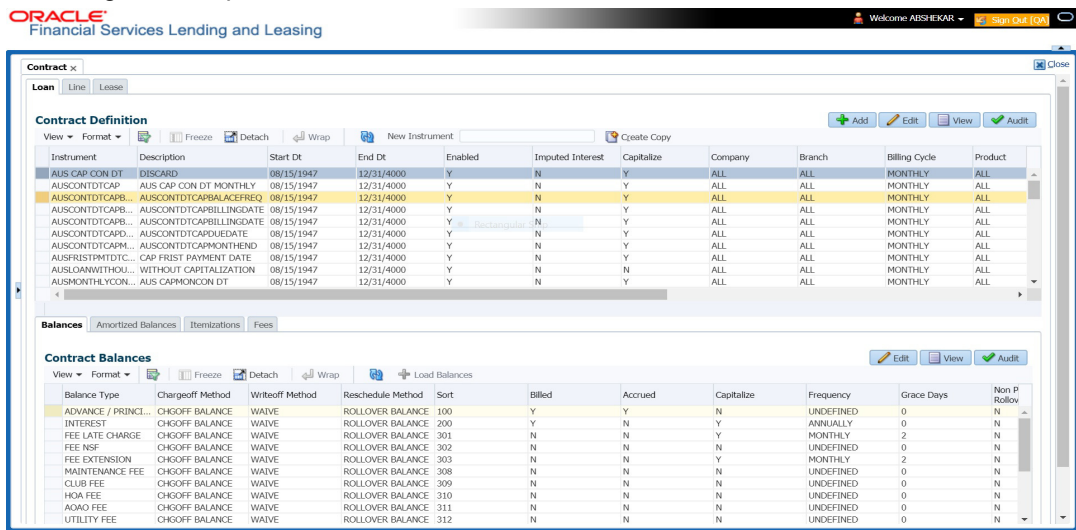 ORACLE
Financial Services Lending and Leasing
Welcome ABSHEKAR
Sign Out [QA]
Contract
Close
Loan Line Lease
Contract Definition
Add Edit View Audit
View Format Freeze Detach Wrap New Instrument Create Copy
Instrument Description Start Dt End Dt Enabled Imputed Interest Capitalize Company Branch Billing Cycle Product
AUS CAP CON DT DISCARD 08/15/1947 12/31/4000 Y N Y ALL ALL MONTHLY ALL
AUSCONTDTCAP AUS CAP CON DT MONTHLY 08/15/1947 12/31/4000 Y N Y ALL ALL MONTHLY ALL
AUSCONTDTCAPB... AUSCONTDTCAPBALACEFREQ 08/15/1947 12/31/4000 Y N Y ALL ALL MONTHLY ALL
AUSCONTDTCAPB... AUSCONTDTCAPBILLINGDATE 08/15/1947 12/31/4000 Y N Y ALL ALL MONTHLY ALL
AUSCONTDTCAPB... AUSCONTDTCAPBILLINGDATE 08/15/1947 12/31/4000 Y N Y ALL ALL MONTHLY ALL
AUSCONTDTCAPD... AUSCONTDTCAPDUEDATE 08/15/1947 12/31/4000 Y N Y ALL ALL MONTHLY ALL
AUSCONTDTCAPM... AUSCONTDTCAPMONTHEND 08/15/1947 12/31/4000 Y N Y ALL ALL MONTHLY ALL
AUSFRISTPMTDTC... CAP FRIST PAYMENT DATE 08/15/1947 12/31/4000 Y N Y ALL ALL MONTHLY ALL
AUSLOANWITHOU... WITHOUT CAPITALIZATION 08/15/1947 12/31/4000 Y N N ALL ALL MONTHLY ALL
AUSMONTHLYCON... AUS CAPMONCON DT 08/15/1947 12/31/4000 Y N Y ALL ALL MONTHLY ALL
Balances Amortized Balances Itemizations Fees
Contract Balances
Edit View Audit
View Format Freeze Detach Wrap Load Balances
Balance Type Chargeoff Method Writeoff Method Reschedule Method Sort Billed Accrued Capitalize Frequency Grace Days Non P
Rollov
ADVANCE / PRINCI... CHGOFF BALANCE WAIVE ROLLOVER BALANCE 100 Y Y N UNDEFINED 0 N
INTEREST CHGOFF BALANCE WAIVE ROLLOVER BALANCE 200 Y N Y ANNUALLY 0 N
FEE LATE CHARGE CHGOFF BALANCE WAIVE ROLLOVER BALANCE 301 N N Y MONTHLY 2 N
FEE NSF CHGOFF BALANCE WAIVE ROLLOVER BALANCE 302 N N N UNDEFINED 0 N
FEE EXTENSION CHGOFF BALANCE WAIVE ROLLOVER BALANCE 303 N N Y MONTHLY 2 N
MAINTENANCE FEE CHGOFF BALANCE WAIVE ROLLOVER BALANCE 308 N N N UNDEFINED 0 N
CLUB FEE CHGOFF BALANCE WAIVE ROLLOVER BALANCE 309 N N N UNDEFINED 0 N
HOA FEE CHGOFF BALANCE WAIVE ROLLOVER BALANCE 310 N N N UNDEFINED 0 N
AOAO FEE CHGOFF BALANCE WAIVE ROLLOVER BALANCE 311 N N N UNDEFINED 0 N
UTILITY FEE CHGOFF BALANCE WAIVE ROLLOVER BALANCE 312 N N N UNDEFINED 0 N